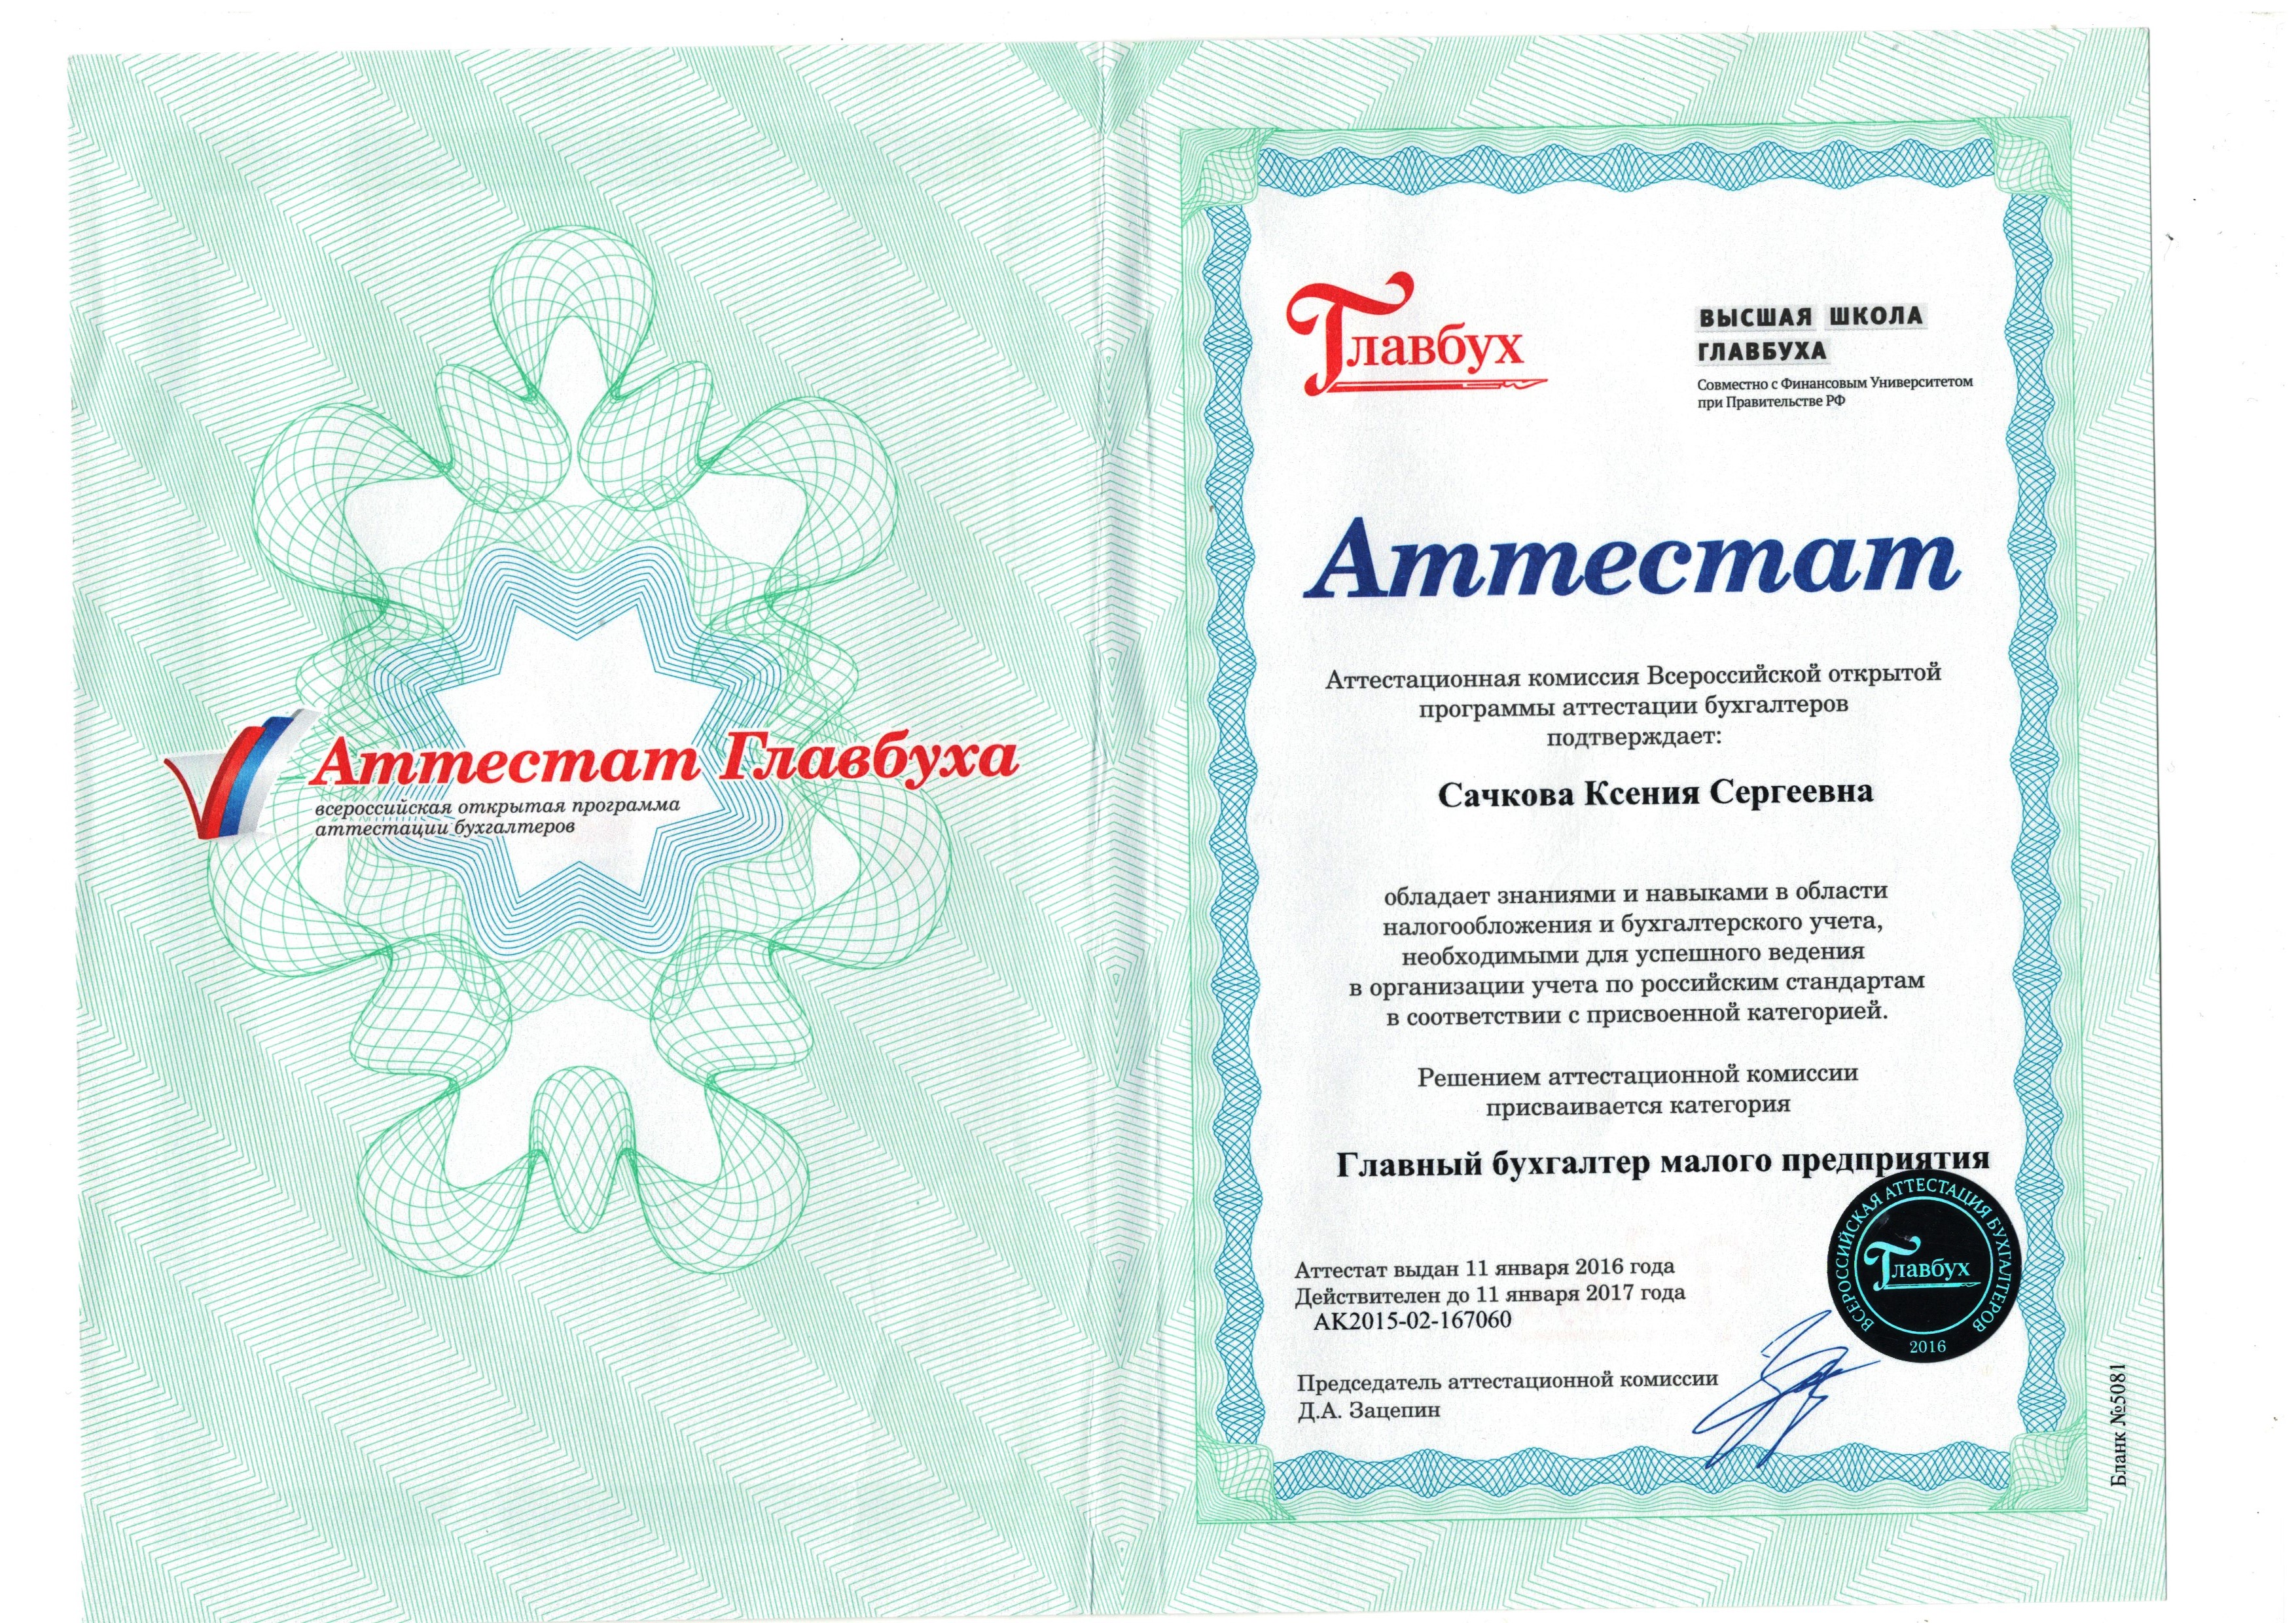 Аттестат Главбуха
всероссийская открытая программа
аттестации бухгалтеров
Главбух
ВЫСШАЯ ШКОЛА
ГЛАВБУХА
Совместно с Финансовым Университетом
при Правительстве РФ
Аттестат
Аттестационная комиссия Всероссийской открытой
программы аттестации бухгалтеров
подтверждает:
Сачкова Ксения Сергеевна
обладает знаниями и навыками в области
налогообложения и бухгалтерского учета,
необходимыми для успешного ведения
в организации учета по российским стандартам
в соответствии с присвоенной категорией.
Решением аттестационной комиссии
присваивается категория
Главный бухгалтер малого предприятия
Аттестат выдан 11 января 2016 года
Действителен до 11 января 2017 года
АК2015-02-167060
Председатель аттестационной комиссии
Д.А. Зацепин
ВСЕРОССИЙСКАЯ АТТЕСТАЦИЯ БУХГАЛТЕРОВ
Главбух
2016
Бланк №5081